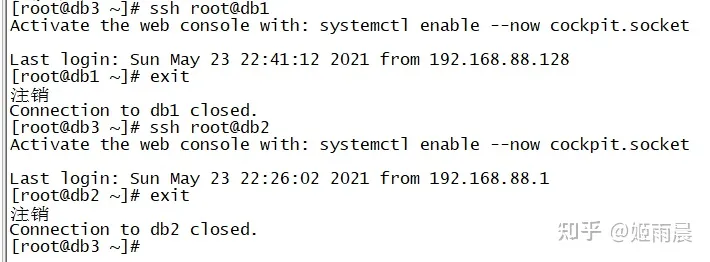 [root@db3 ~]# ssh root@db1
Activate the web console with: systemctl enable --now cockpit.socket
Last login: Sun May 23 22:41:12 2021 from 192.168.88.128
[root@db1 ~]# exit
注销
Connection to db1 closed.
[root@db3 ~]# ssh root@db2
Activate the web console with: systemctl enable --now cockpit.socket
Last login: Sun May 23 22:26:02 2021 from 192.168.88.1
[root@db2 ~]# exit
注销
Connection to db2 closed.
[root@db3 ~]#
知乎 @姬雨晨